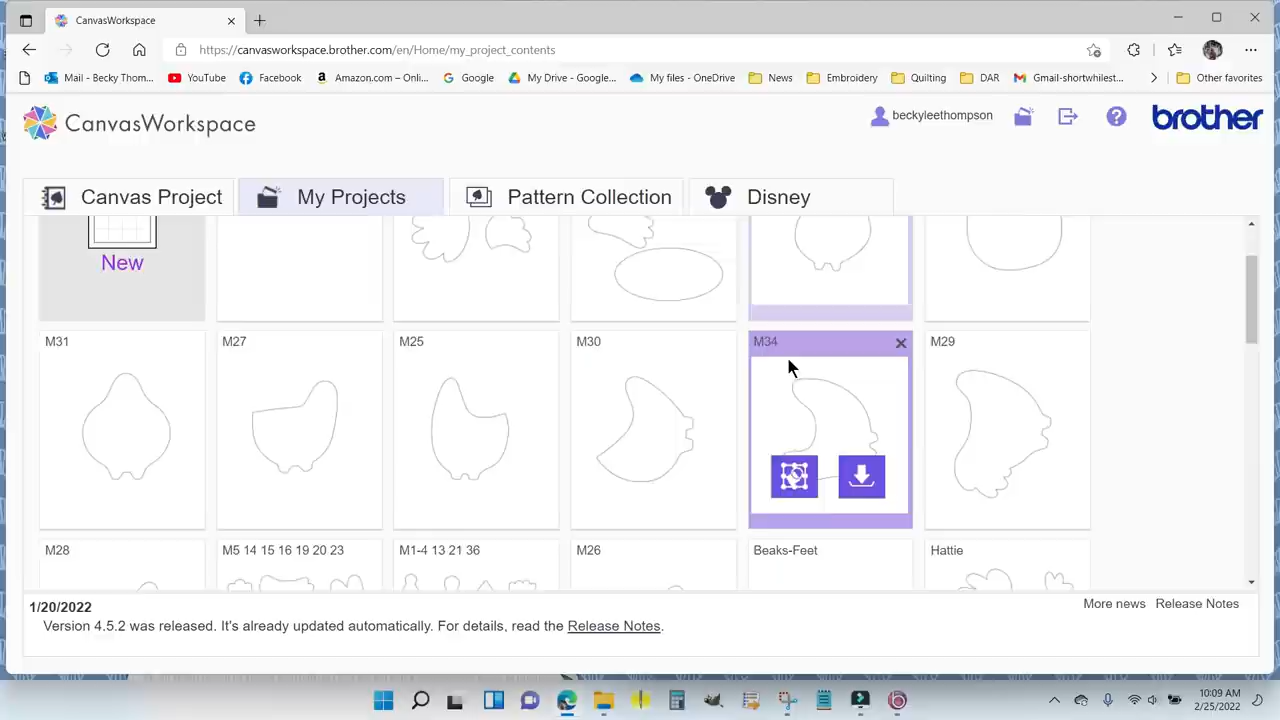 CanvasWorkspace
https://canvasworkspace.brother.com/en/Home/my_project_contents
Mail - Becky Thom...
YouTube
Facebook
Amazon.com – Onli...
Google
My Drive - Google...
My files - OneDrive
News
Embroidery
Quilting
DAR
Gmail-shortwhilest...
Other favorites
CanvasWorkspace
beckyleethompson
?
brother
Canvas Project
My Projects
Pattern Collection
Disney
New
M31
M27
M25
M30
M34
M29
M28
M5 14 15 16 19 20 23
M1-4 13 21 36
M26
Beaks-Feet
Hattie
1/20/2022
More news
Release Notes
Version 4.5.2 was released. It's already updated automatically. For details, read the Release Notes.
10:09 AM
2/25/2022